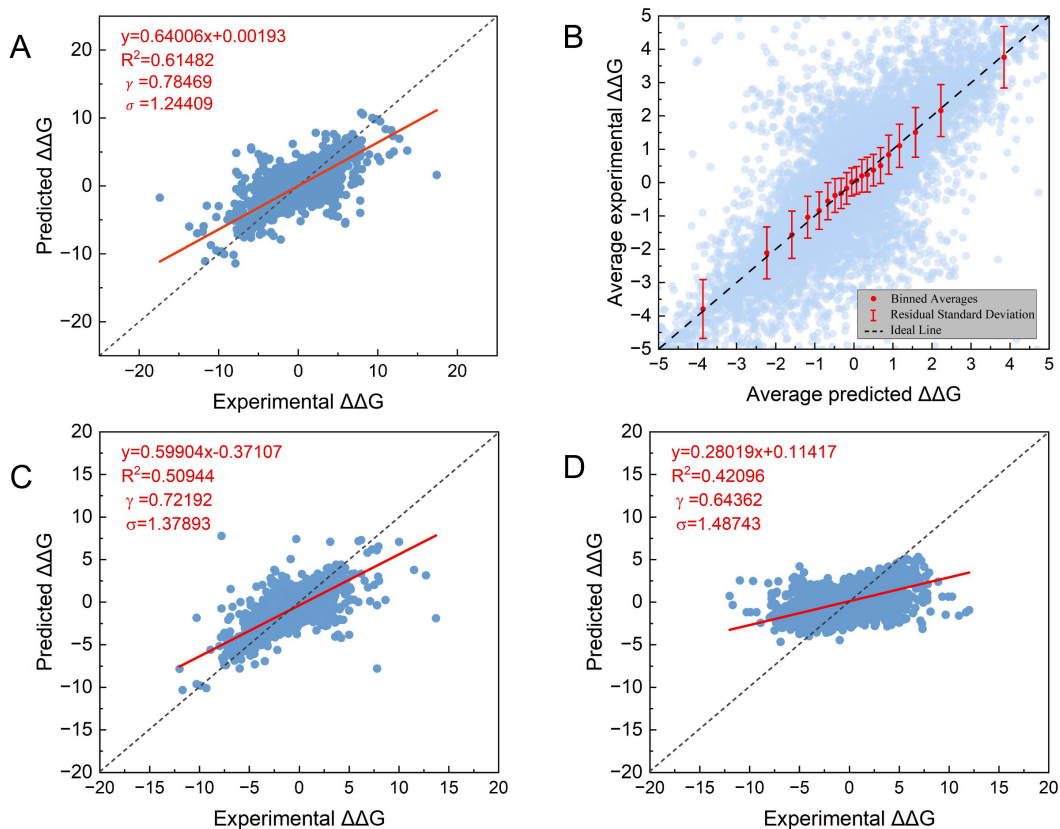 A
y=0.64006x+0.00193
R²=0.61482
γ =0.78469
σ =1.24409
20
10
0
−10
−20
−20 −10 0 10 20
Predicted ΔΔG
Experimental ΔΔG
B
5
4
3
2
1
0
-1
-2
-3
-4
-5
−5 −4 −3 −2 −1 0 1 2 3 4 5
Average experimental ΔΔG
Average predicted ΔΔG
Binned Averages
Residual Standard Deviation
Ideal Line
C
y=0.59904x-0.37107
R²=0.50944
γ =0.72192
σ=1.37893
20
15
10
5
0
−5
−10
−15
−20
−20 −15 −10 −5 0 5 10 15 20
Predicted ΔΔG
Experimental ΔΔG
D
y=0.28019x+0.11417
R²=0.42096
γ =0.64362
σ=1.48743
20
15
10
5
0
−5
−10
−15
−20
−20 −15 −10 −5 0 5 10 15 20
Predicted ΔΔG
Experimental ΔΔG